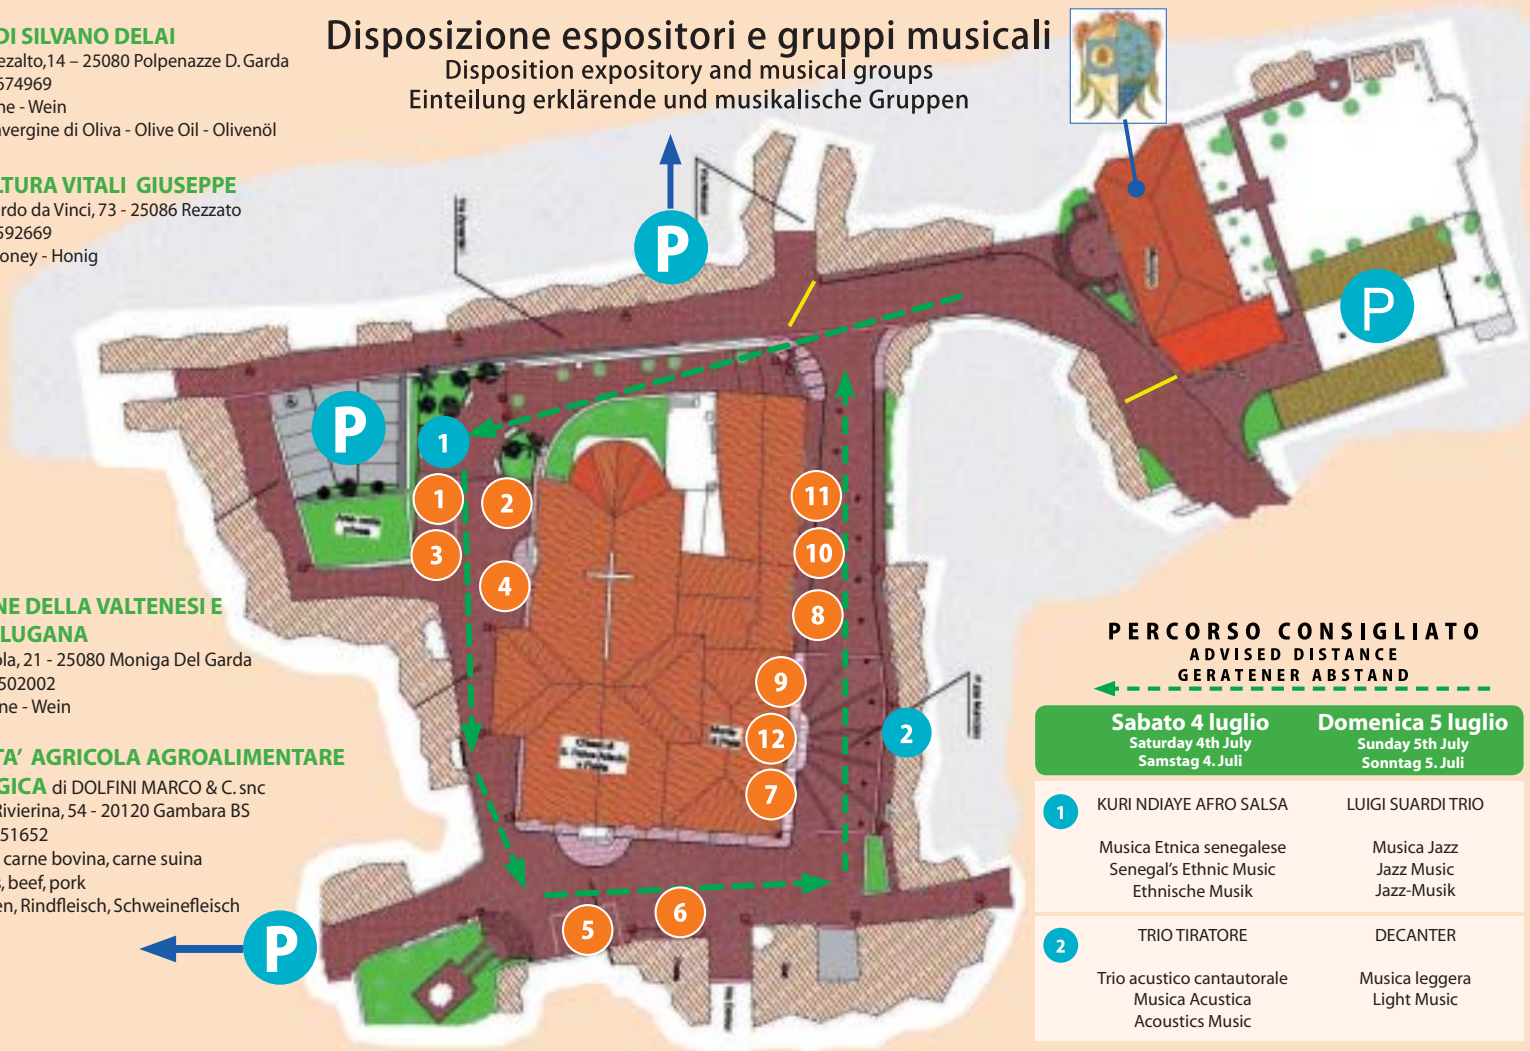 Disposizione espositori e gruppi musicali
Disposition expository and musical groups
Einteilung erklärende und musikalische Gruppen
DI SILVANO DELAI
ezalto,14 – 25080 Polpenazze D. Garda
674969
ne - Wein
avergine di Oliva - Olive Oil - Olivenöl
LTURA VITALI GIUSEPPE
rdo da Vinci, 73 - 25086 Rezzato
592669
oney - Honig
NE DELLA VALTENESI E
LUGANA
ola, 21 - 25080 Moniga Del Garda
502002
ne - Wein
TA’ AGRICOLA AGROALIMENTARE
GICA di DOLFINI MARCO & C. snc
Rivierina, 54 - 20120 Gambara BS
51652
carne bovina, carne suina
s, beef, pork
en, Rindfleisch, Schweinefleisch
P
P
P
P
1
1
2
3
4
5
6
7
12
9
8
10
11
2
PERCORSO CONSIGLIATO
ADVISED DISTANCE
GERATENER ABSTAND
Sabato 4 luglio
Saturday 4th July
Samstag 4. Juli
Domenica 5 luglio
Sunday 5th July
Sonntag 5. Juli
1
KURI NDIAYE AFRO SALSA
Musica Etnica senegalese
Senegal’s Ethnic Music
Ethnische Musik
LUIGI SUARDI TRIO
Musica Jazz
Jazz Music
Jazz-Musik
2
TRIO TIRATORE
Trio acustico cantautorale
Musica Acustica
Acoustics Music
DECANTER
Musica leggera
Light Music